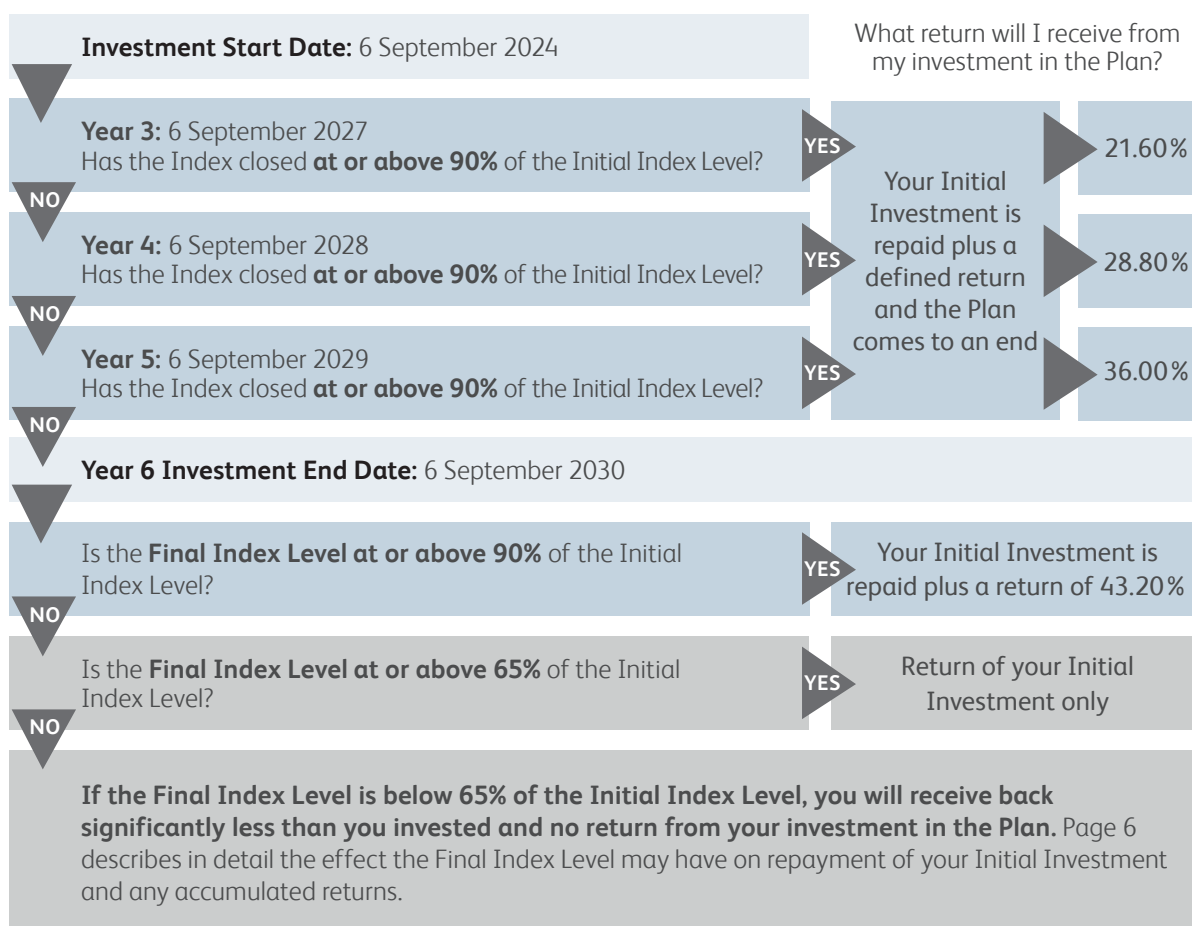 Investment Start Date: 6 September 2024
What return will I receive from
my investment in the Plan?
Year 3: 6 September 2027
Has the Index closed at or above 90% of the Initial Index Level?
YES
21.60%
NO
Year 4: 6 September 2028
Has the Index closed at or above 90% of the Initial Index Level?
YES
28.80%
NO
Year 5: 6 September 2029
Has the Index closed at or above 90% of the Initial Index Level?
YES
36.00%
Your Initial
Investment is
repaid plus a
defined return
and the Plan
comes to an end
NO
Year 6 Investment End Date: 6 September 2030
Is the Final Index Level at or above 90% of the Initial
Index Level?
YES
Your Initial Investment is
repaid plus a return of 43.20%
NO
Is the Final Index Level at or above 65% of the Initial
Index Level?
YES
Return of your Initial
Investment only
NO
If the Final Index Level is below 65% of the Initial Index Level, you will receive back
significantly less than you invested and no return from your investment in the Plan. Page 6
describes in detail the effect the Final Index Level may have on repayment of your Initial Investment
and any accumulated returns.